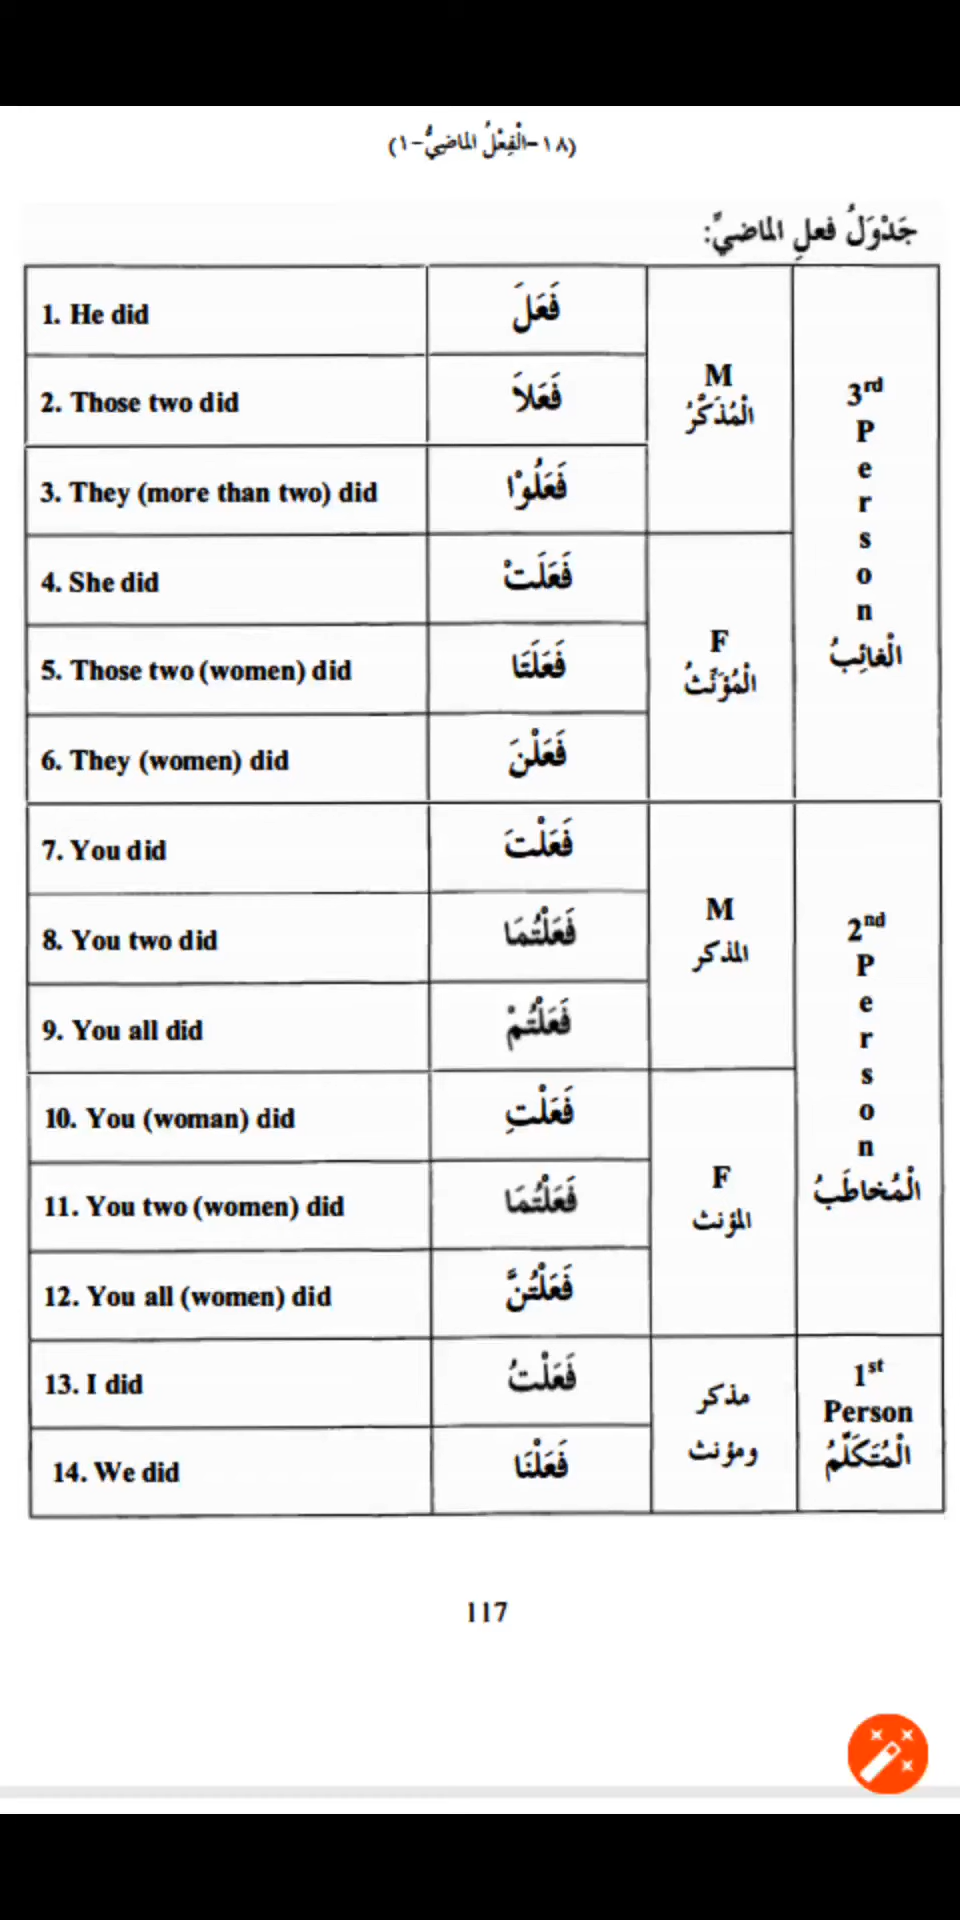 (١٨-الْفِعْلُ الماضِيُّ-١)
جَدْوَلُ فعلِ الماضيِّ:
1. He did فَعَلَ
2. Those two did فَعَلاَ
3. They (more than two) did فَعَلُوْا
M
الْمُذَكَّرُ
4. She did فَعَلَتْ
5. Those two (women) did فَعَلَتَا
6. They (women) did فَعَلْنَ
F
الْمُؤَنَّثُ
3rd
P
e
r
s
o
n
الْغائِبُ
7. You did فَعَلْتَ
8. You two did فَعَلْتُمَا
9. You all did فَعَلْتُمْ
M
المذكر
10. You (woman) did فَعَلْتِ
11. You two (women) did فَعَلْتُمَا
12. You all (women) did فَعَلْتُنَّ
F
المؤنث
2nd
P
e
r
s
o
n
الْمُخاطَبُ
13. I did فَعَلْتُ
14. We did فَعَلْنَا
مذكر
ومؤنث
1st
Person
الْمُتَكَلِّمُ
117